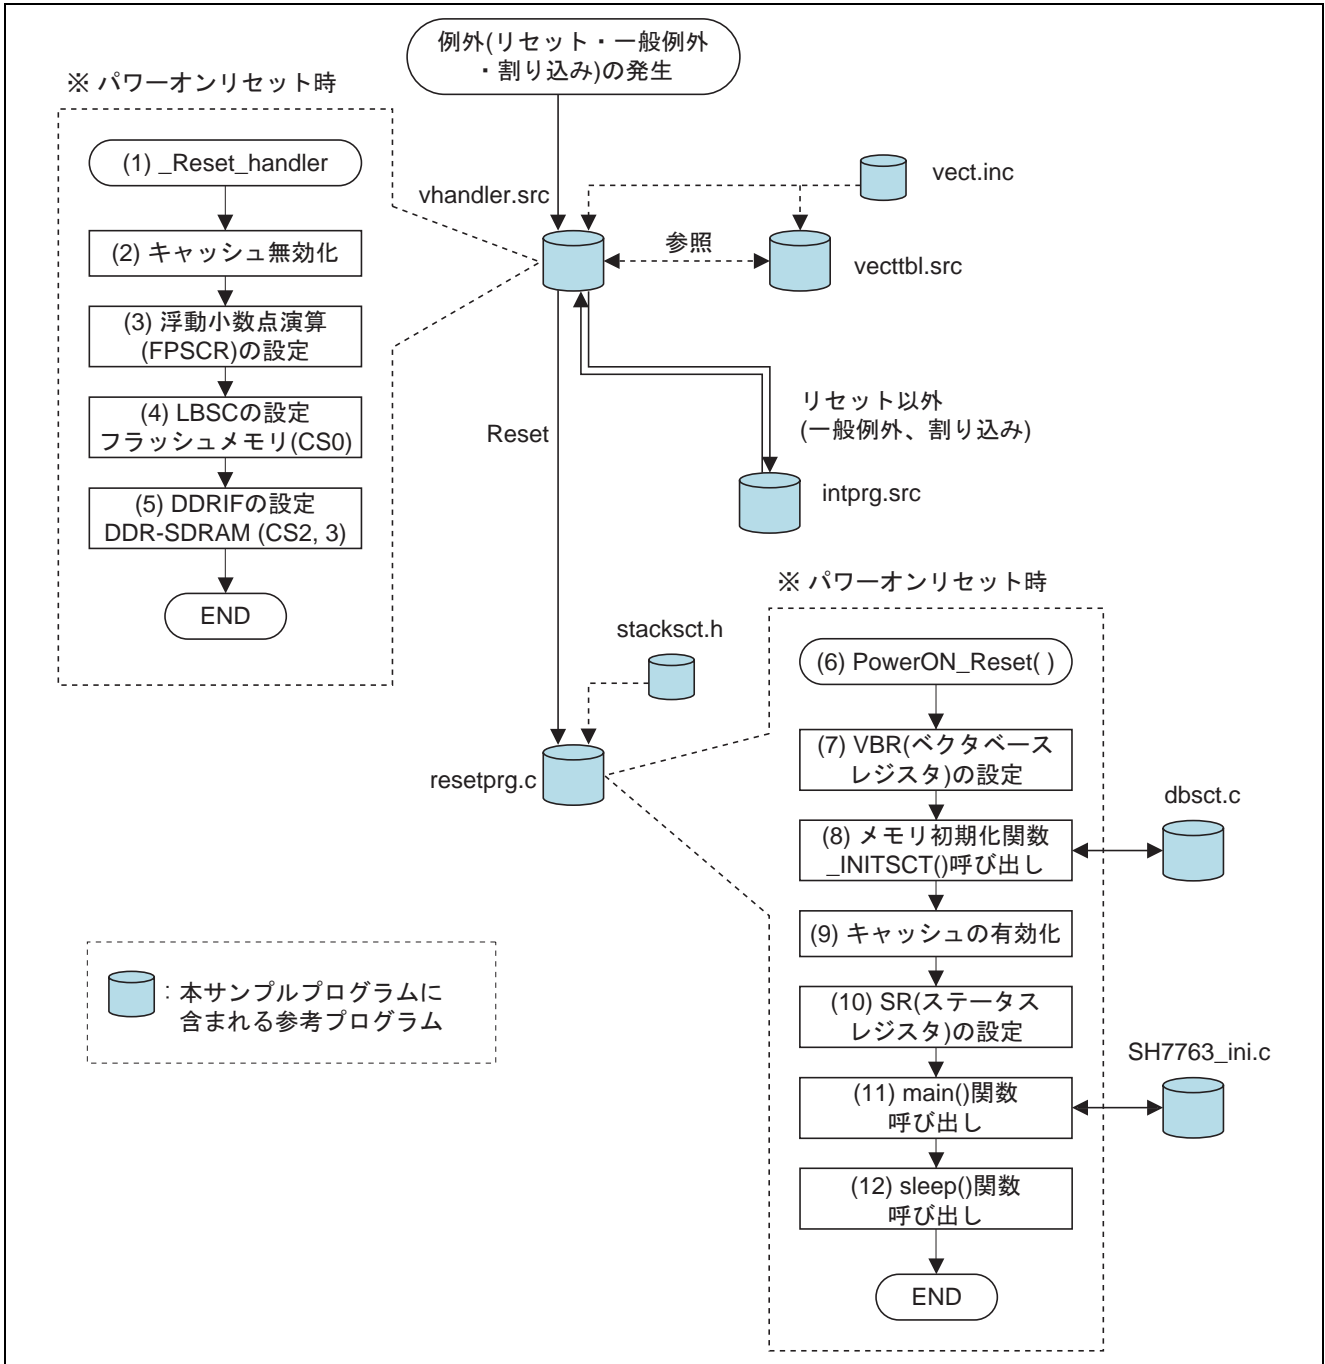 例外(リセット・一般例外
・割り込み)の発生
※ パワーオンリセット時
(1) _Reset_handler
(2) キャッシュ無効化
(3) 浮動小数点演算
(FPSCR)の設定
(4) LBSCの設定
フラッシュメモリ(CS0)
(5) DDRIFの設定
DDR-SDRAM (CS2, 3)
END
vhandler.src
vect.inc
参照
vecttbl.src
Reset
リセット以外
(一般例外、割り込み)
intprg.src
stacksct.h
resetprg.c
※ パワーオンリセット時
(6) PowerON_Reset( )
(7) VBR(ベクタベース
レジスタ)の設定
(8) メモリ初期化関数
_INITSCT()呼び出し
dbsct.c
(9) キャッシュの有効化
(10) SR(ステータス
レジスタ)の設定
(11) main()関数
呼び出し
SH7763_ini.c
(12) sleep()関数
呼び出し
END
: 本サンプルプログラムに
含まれる参考プログラム